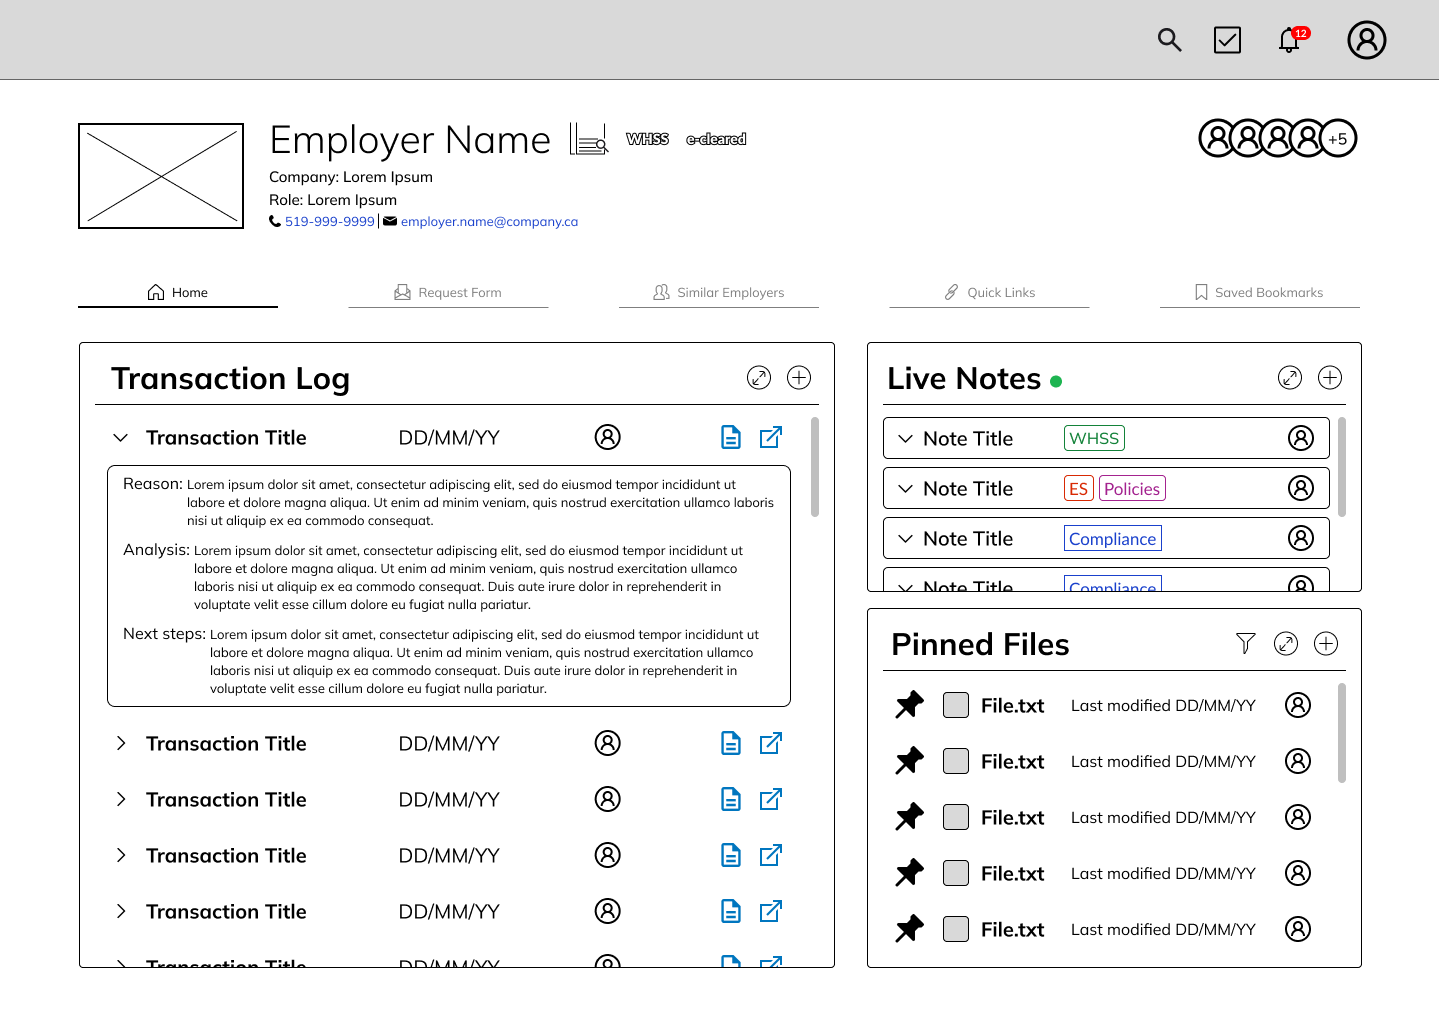 12
Employer Name WHSS e-cleared
+5
Company: Lorem Ipsum
Role: Lorem Ipsum
519-999-9999 | employer.name@company.ca
Home Request Form Similar Employers Quick Links Saved Bookmarks
Transaction Log
Transaction Title DD/MM/YY
Reason: Lorem ipsum dolor sit amet, consectetur adipiscing elit, sed do eiusmod tempor incididunt ut
labore et dolore magna aliqua. Ut enim ad minim veniam, quis nostrud exercitation ullamco laboris
nisi ut aliquip ex ea commodo consequat.
Analysis: Lorem ipsum dolor sit amet, consectetur adipiscing elit, sed do eiusmod tempor incididunt ut
labore et dolore magna aliqua. Ut enim ad minim veniam, quis nostrud exercitation ullamco
laboris nisi ut aliquip ex ea commodo consequat. Duis aute irure dolor in reprehenderit in
voluptate velit esse cillum dolore eu fugiat nulla pariatur.
Next steps: Lorem ipsum dolor sit amet, consectetur adipiscing elit, sed do eiusmod tempor incididunt ut
labore et dolore magna aliqua. Ut enim ad minim veniam, quis nostrud exercitation ullamco
laboris nisi ut aliquip ex ea commodo consequat. Duis aute irure dolor in reprehenderit in
voluptate velit esse cillum dolore eu fugiat nulla pariatur.
Transaction Title DD/MM/YY
Transaction Title DD/MM/YY
Transaction Title DD/MM/YY
Transaction Title DD/MM/YY
Transaction Title DD/MM/YY
Live Notes
Note Title WHSS
Note Title ES Policies
Note Title Compliance
Note Title Compliance
Pinned Files
File.txt Last modified DD/MM/YY
File.txt Last modified DD/MM/YY
File.txt Last modified DD/MM/YY
File.txt Last modified DD/MM/YY
File.txt Last modified DD/MM/YY